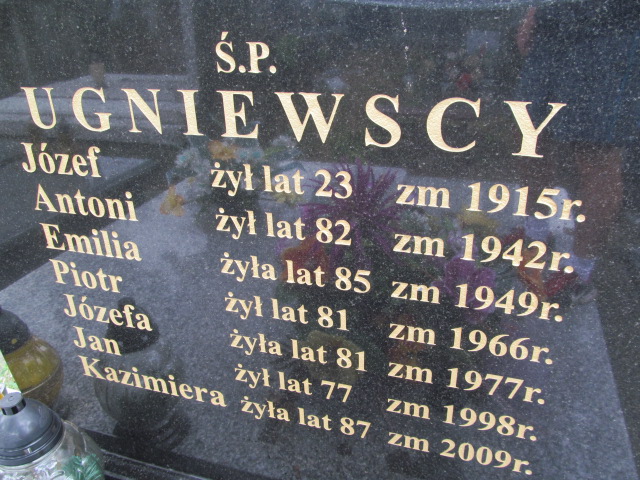 Ś.P.
UGNIEWSCY
Józef żył lat 23 zm 1915r.
Antoni żył lat 82 zm 1942r.
Emilia żyła lat 85 zm 1949r.
Piotr żył lat 81 zm 1966r.
Józefa żyła lat 81 zm 1977r.
Jan żył lat 77 zm 1998r.
Kazimiera żyła lat 87 zm 2009r.